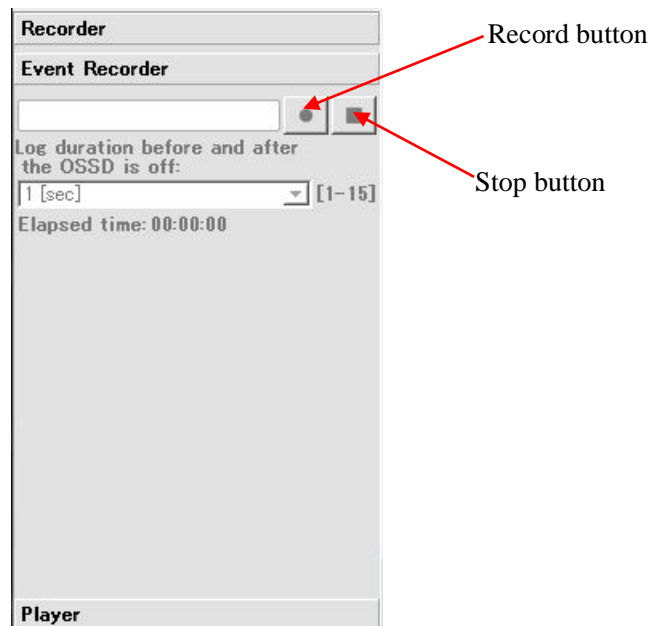 Recorder
Record button
Event Recorder
Log duration before and after
the OSSD is off:
Stop button
1 [sec] [1-15]
Elapsed time: 00:00:00
Player